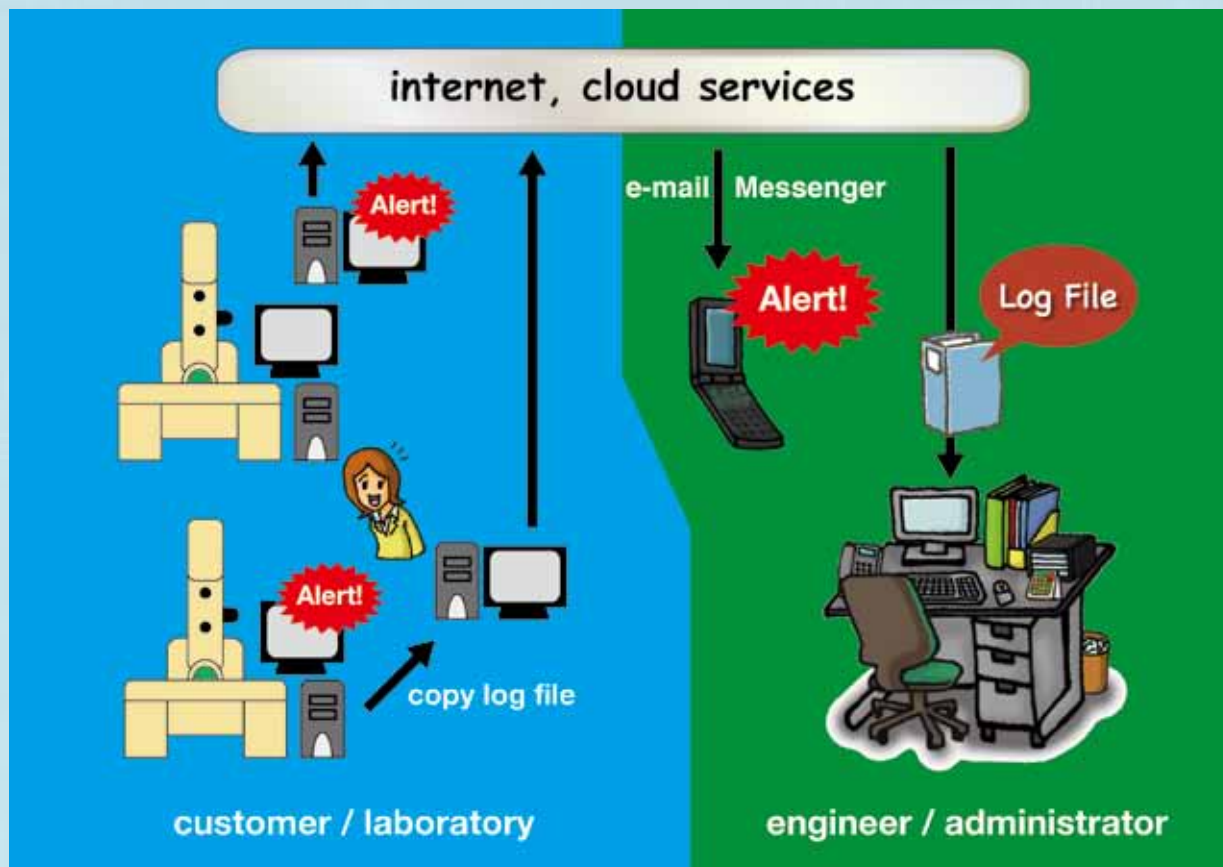 internet, cloud services
Alert!
e-mail Messenger
Alert!
Log File
Alert!
copy log file
customer / laboratory
engineer / administrator